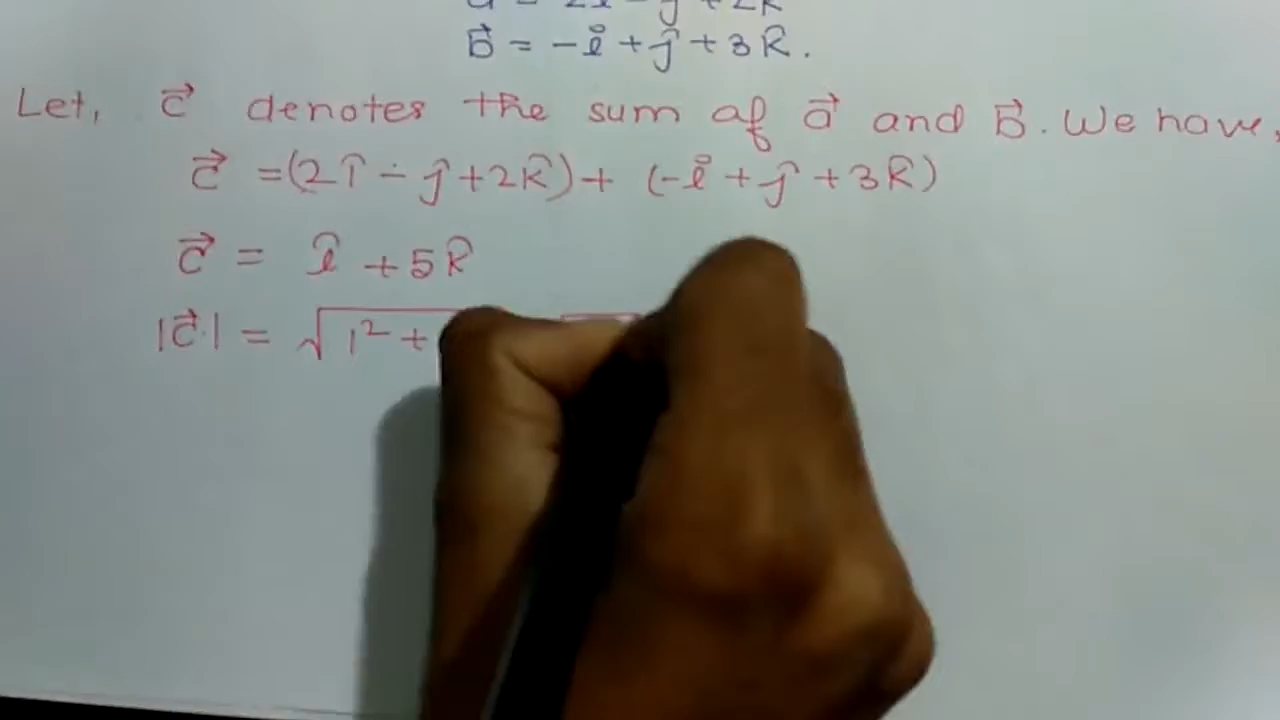 b⃗ = -î + ĵ + 3k̂.
Let, c⃗ denotes the sum of a⃗ and b⃗. We have,
c⃗ = (2î - ĵ + 2k̂) + (-î + ĵ + 3k̂)
c⃗ = î + 5k̂
|c⃗| = √1² +